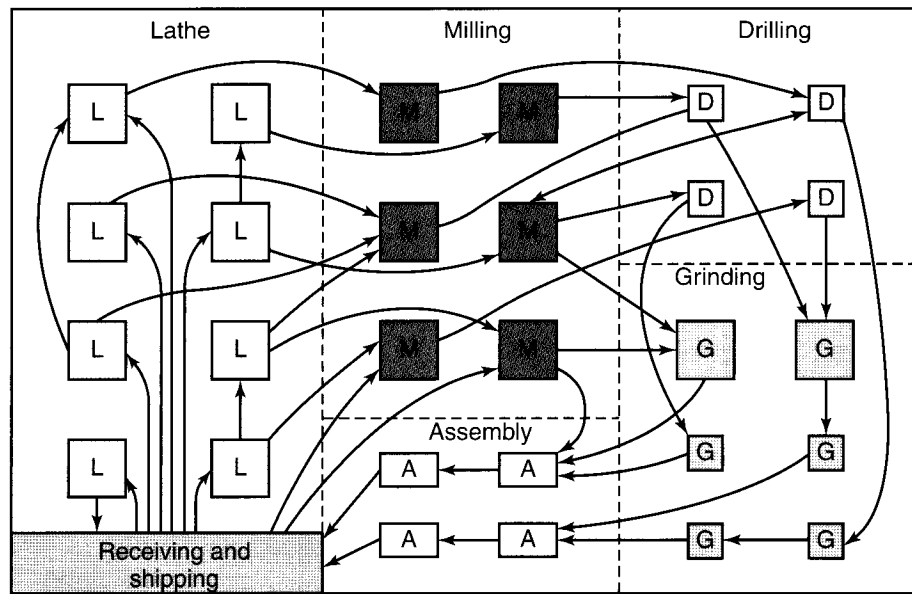 Lathe Milling Drilling
L L M M D D
L L M M D D
Grinding
L L M M G G
Assembly
L L A A G G
A A G G
Receiving and
shipping